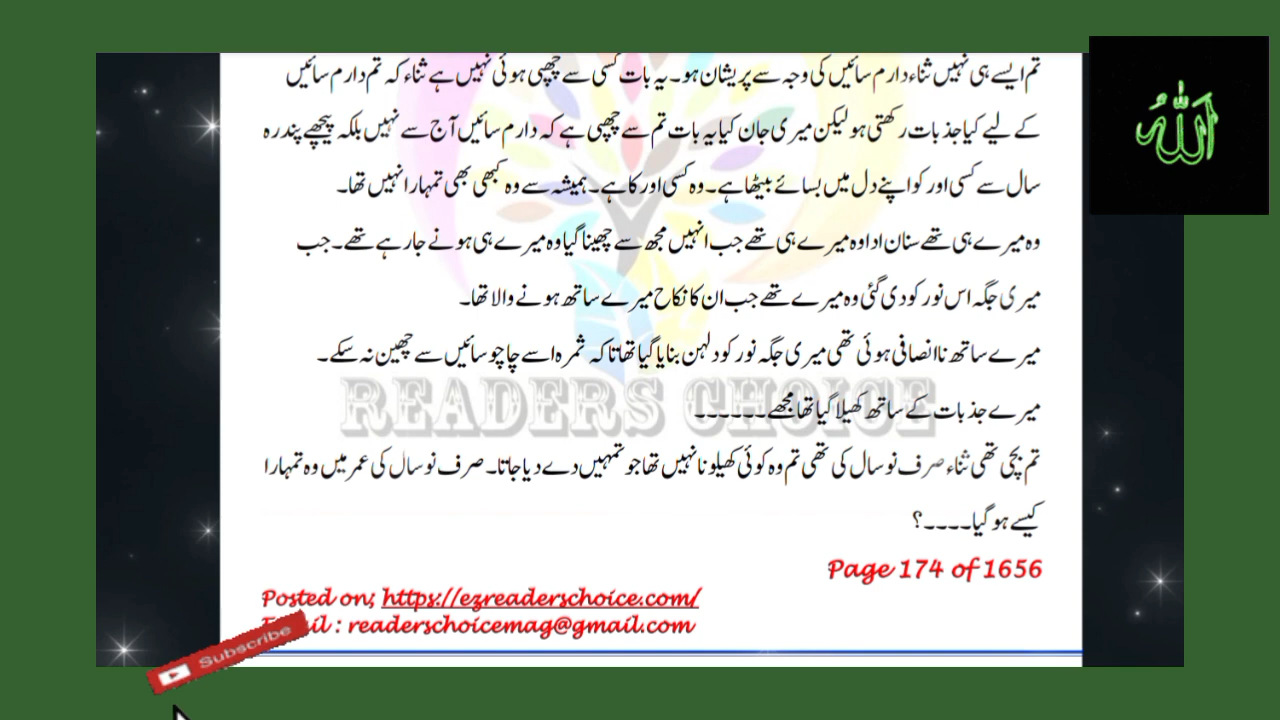 تم ایسے ہی نہیں ثناء دارم سائیں کی وجہ سے پریشان ہو۔ یہ بات کسی سے چھپی ہوئی نہیں ہے ثناء کہ تم دارم سائیں
کے لیے کیا جذبات رکھتی ہو لیکن میری جان کیا یہ بات تم سے چھپی ہے کہ دارم سائیں آج سے نہیں بلکہ پیچھے پندرہ
سال سے کسی اور کو اپنے دل میں بسائے بیٹھا ہے۔ وہ کسی اور کا ہے۔ ہمیشہ سے وہ کبھی بھی تمہارا نہیں تھا۔
وہ میرے ہی تھے سنان ادا وہ میرے ہی تھے جب انہیں مجھ سے چھینا گیا وہ میرے ہی ہونے جا رہے تھے۔ جب
میری جگہ اس نور کو دی گئی وہ میرے تھے جب ان کا نکاح میرے ساتھ ہونے والا تھا۔
میرے ساتھ ناانصافی ہوئی تھی میری جگہ نور کو دلہن بنایا گیا تھا تاکہ ثمرہ اسے چاچو سائیں سے چھین نہ سکے۔
میرے جذبات کے ساتھ کھیلا گیا تھا مجھے۔۔۔۔۔۔
تم بچی تھی ثناء صرف نو سال کی تھی تم وہ کوئی کھیلونا نہیں تھا جو تمہیں دے دیا جاتا۔ صرف نو سال کی عمر میں وہ تمہارا
کیسے ہو گیا۔۔۔۔؟
READERS CHOICE
Page 174 of 1656
Posted on; https://ezreaderschoice.com/
: readerschoicemag@gmail.com
Subscribe
اللہ